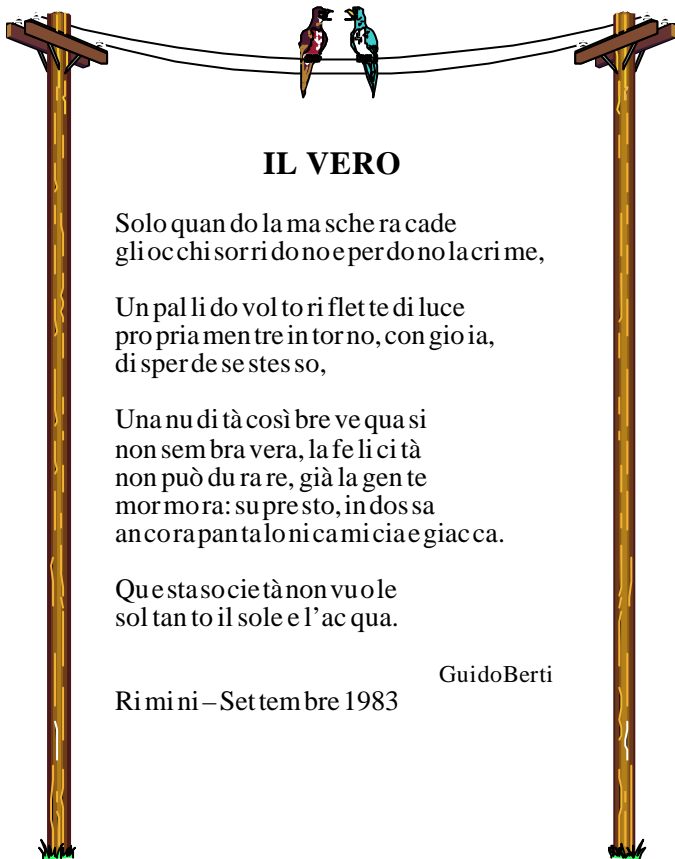 IL VERO
Solo quando la maschera cade
gli occhi sorridono e perdono lacrime,
Un pallido volto riflette di luce
propria mentre intorno, con gioia,
disperde se stesso,
Una nudità così breve quasi
non sembra vera, la felicità
non può durare, già la gente
mormora: su presto, indossa
ancora pantaloni camicia e giacca.
Questa società non vuole
soltanto il sole e l’acqua.
Guido Berti
Rimini – Settembre 1983